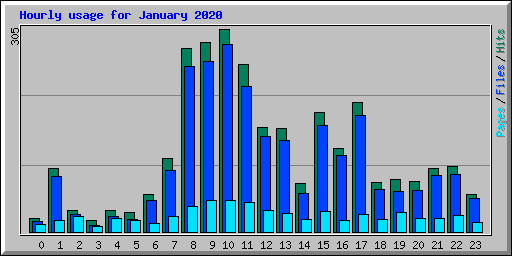 Hourly usage for January 2020
305
Pages/Files/Hits
0 1 2 3 4 5 6 7 8 9 10 11 12 13 14 15 16 17 18 19 20 21 22 23